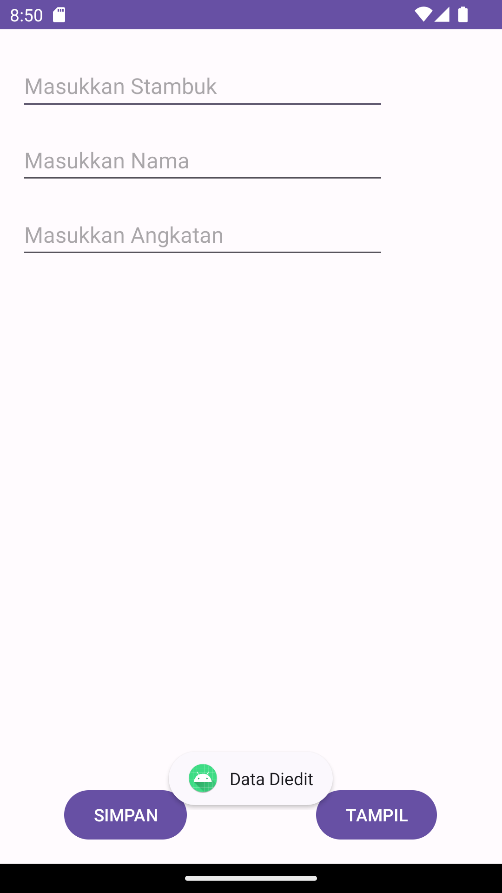 8:50
Masukkan Stambuk
Masukkan Nama
Masukkan Angkatan
Data Diedit
SIMPAN
TAMPIL